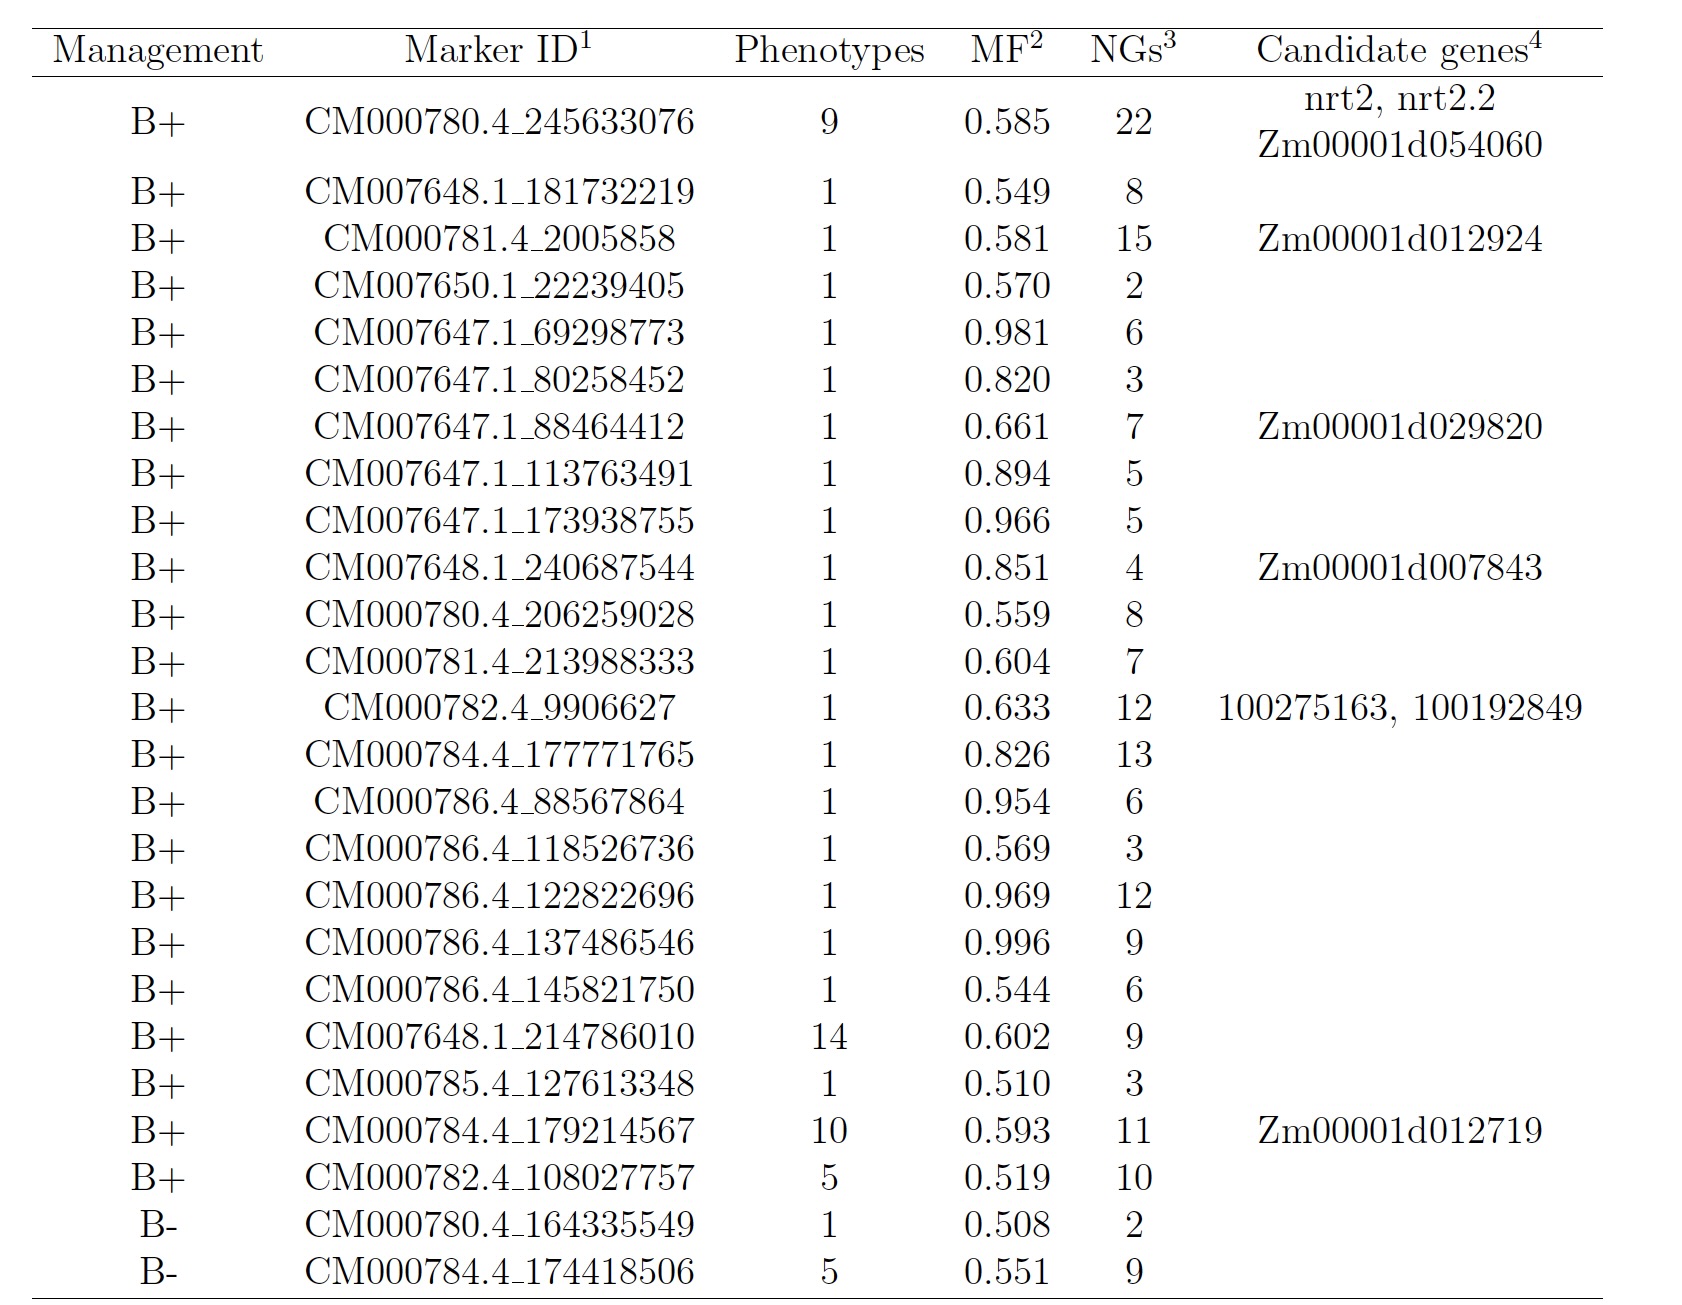 Management Marker ID¹ Phenotypes MF² NGs³ Candidate genes⁴
B+ CM000780.4_245633076 9 0.585 22 nrt2, nrt2.2
Zm00001d054060
B+ CM007648.1_181732219 1 0.549 8
B+ CM000781.4_2005858 1 0.581 15 Zm00001d012924
B+ CM007650.1_22239405 1 0.570 2
B+ CM007647.1_69298773 1 0.981 6
B+ CM007647.1_80258452 1 0.820 3
B+ CM007647.1_88464412 1 0.661 7 Zm00001d029820
B+ CM007647.1_113763491 1 0.894 5
B+ CM007647.1_173938755 1 0.966 5
B+ CM007648.1_240687544 1 0.851 4 Zm00001d007843
B+ CM000780.4_206259028 1 0.559 8
B+ CM000781.4_213988333 1 0.604 7
B+ CM000782.4_9906627 1 0.633 12 100275163, 100192849
B+ CM000784.4_177771765 1 0.826 13
B+ CM000786.4_88567864 1 0.954 6
B+ CM000786.4_118526736 1 0.569 3
B+ CM000786.4_122822696 1 0.969 12
B+ CM000786.4_137486546 1 0.996 9
B+ CM000786.4_145821750 1 0.544 6
B+ CM007648.1_214786010 14 0.602 9
B+ CM000785.4_127613348 1 0.510 3
B+ CM000784.4_179214567 10 0.593 11 Zm00001d012719
B+ CM000782.4_108027757 5 0.519 10
B- CM000780.4_164335549 1 0.508 2
B- CM000784.4_174418506 5 0.551 9